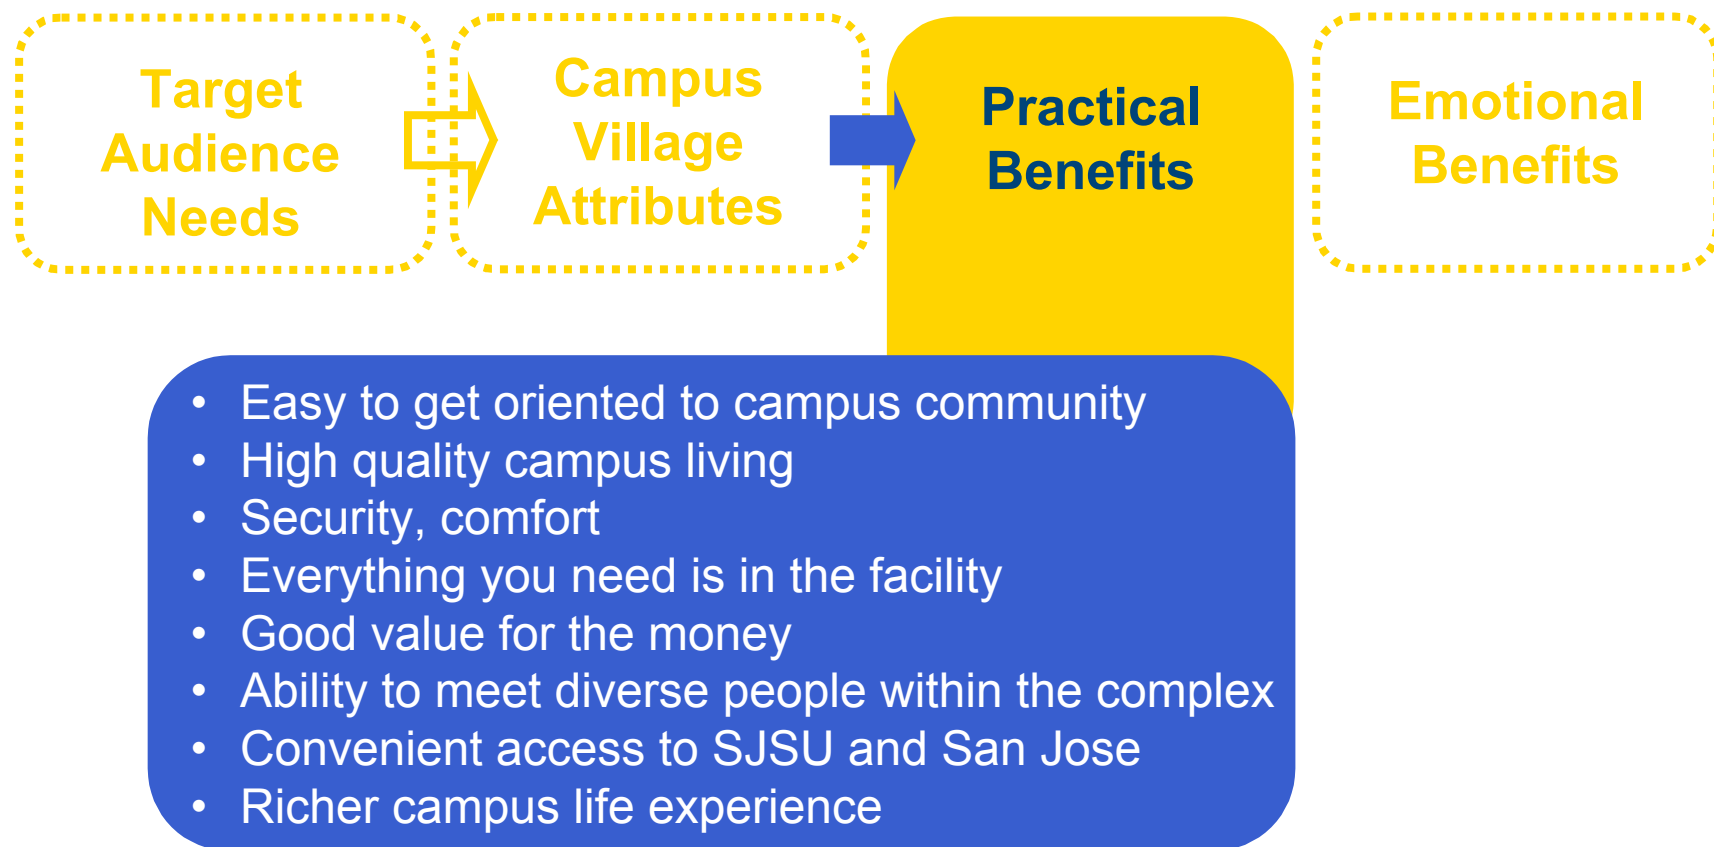 Target
Audience
Needs
Campus
Village
Attributes
Practical
Benefits
Emotional
Benefits
• Easy to get oriented to campus community
• High quality campus living
• Security, comfort
• Everything you need is in the facility
• Good value for the money
• Ability to meet diverse people within the complex
• Convenient access to SJSU and San Jose
• Richer campus life experience